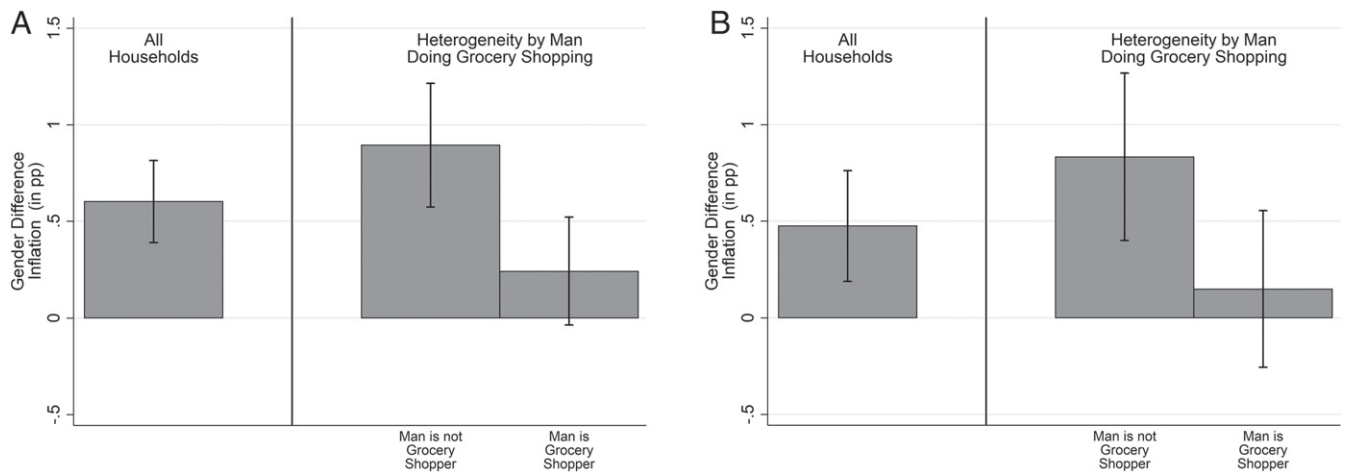 A
All
Households
Heterogeneity by Man
Doing Grocery Shopping
Gender Difference
Inflation (in pp)
1.5
1
.5
0
-.5
Man is not
Grocery
Shopper
Man is
Grocery
Shopper
B
All
Households
Heterogeneity by Man
Doing Grocery Shopping
Gender Difference
Inflation (in pp)
1.5
1
.5
0
-.5
Man is not
Grocery
Shopper
Man is
Grocery
Shopper